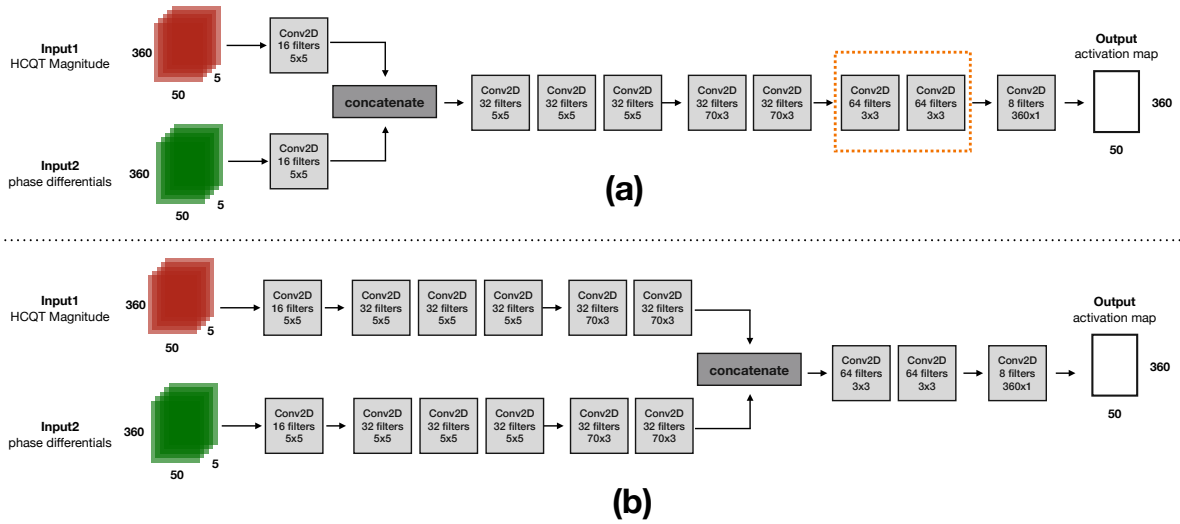 Input1
HCQT Magnitude
360
50
5
Conv2D
16 filters
5x5
Input2
phase differentials
360
50
5
Conv2D
16 filters
5x5
concatenate
Conv2D
32 filters
5x5
Conv2D
32 filters
5x5
Conv2D
32 filters
5x5
Conv2D
32 filters
70x3
Conv2D
32 filters
70x3
Conv2D
64 filters
3x3
Conv2D
64 filters
3x3
Conv2D
8 filters
360x1
Output
activation map
360
50
(a)
Input1
HCQT Magnitude
360
50
5
Conv2D
16 filters
5x5
Conv2D
32 filters
5x5
Conv2D
32 filters
5x5
Conv2D
32 filters
5x5
Conv2D
32 filters
70x3
Conv2D
32 filters
70x3
Input2
phase differentials
360
50
5
Conv2D
16 filters
5x5
Conv2D
32 filters
5x5
Conv2D
32 filters
5x5
Conv2D
32 filters
5x5
Conv2D
32 filters
70x3
Conv2D
32 filters
70x3
concatenate
Conv2D
64 filters
3x3
Conv2D
64 filters
3x3
Conv2D
8 filters
360x1
Output
activation map
360
50
(b)